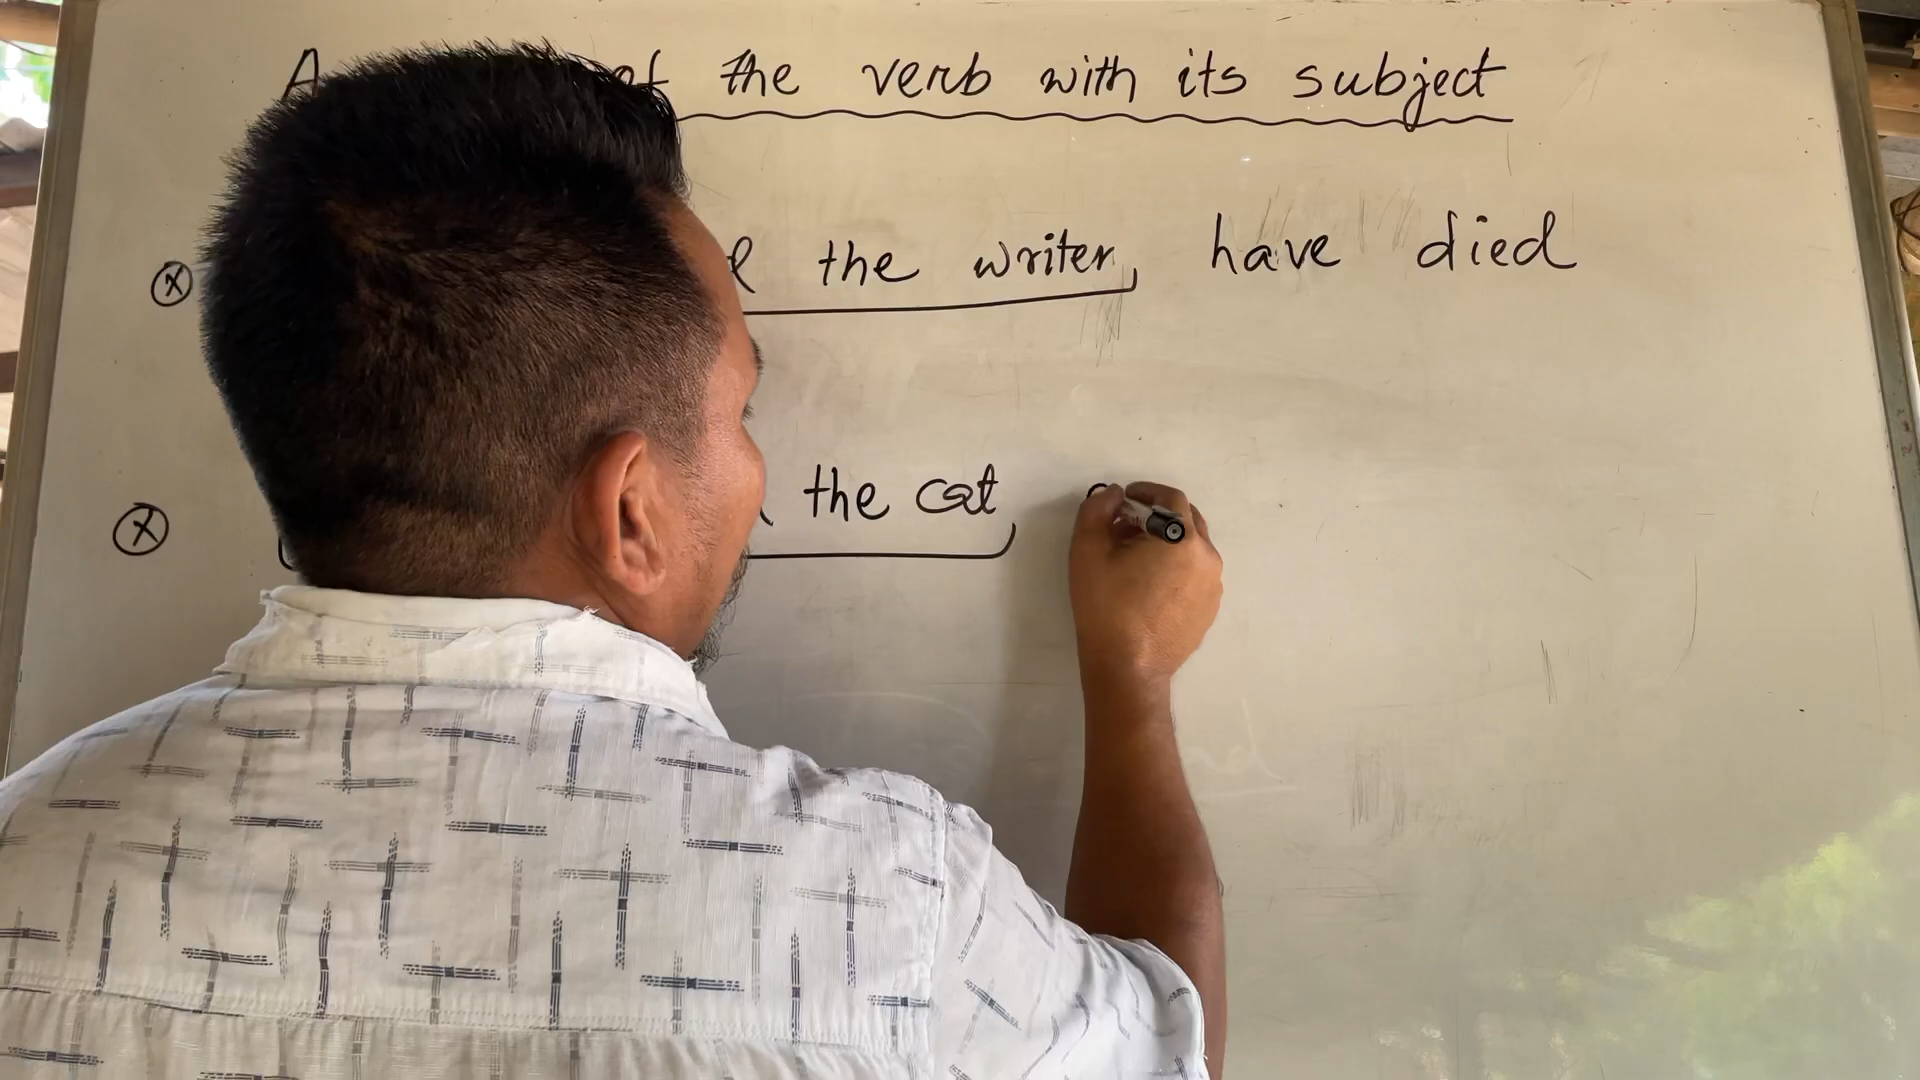 of the verb with its subject
the writer have died
the cat